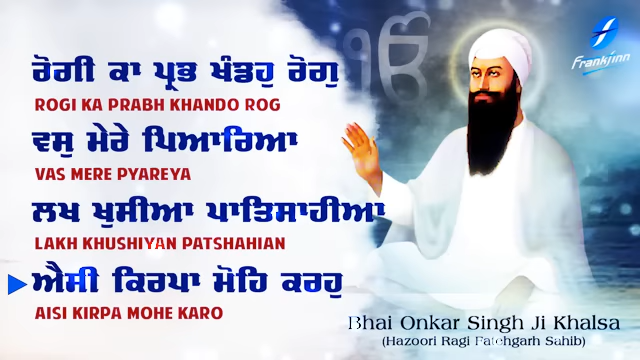 ਰੋਗੀ ਕਾ ਪ੍ਰਭ ਖੰਡਹੁ ਰੋਗੁ
ROGI KA PRABH KHANDO ROG
ਵਸੁ ਮੇਰੇ ਪਿਆਰਿਆ
VAS MERE PYAREYA
ਲਖ ਖੁਸੀਆ ਪਾਤਿਸਾਹੀਆ
LAKH KHUSHIYAN PATSHAHIAN
ਐਸੀ ਕਿਰਪਾ ਮੋਹਿ ਕਰਹੁ
AISI KIRPA MOHE KARO
ੴ
Frankjinn
Bhai Onkar Singh Ji Khalsa
(Hazoori Ragi Fatehgarh Sahib)